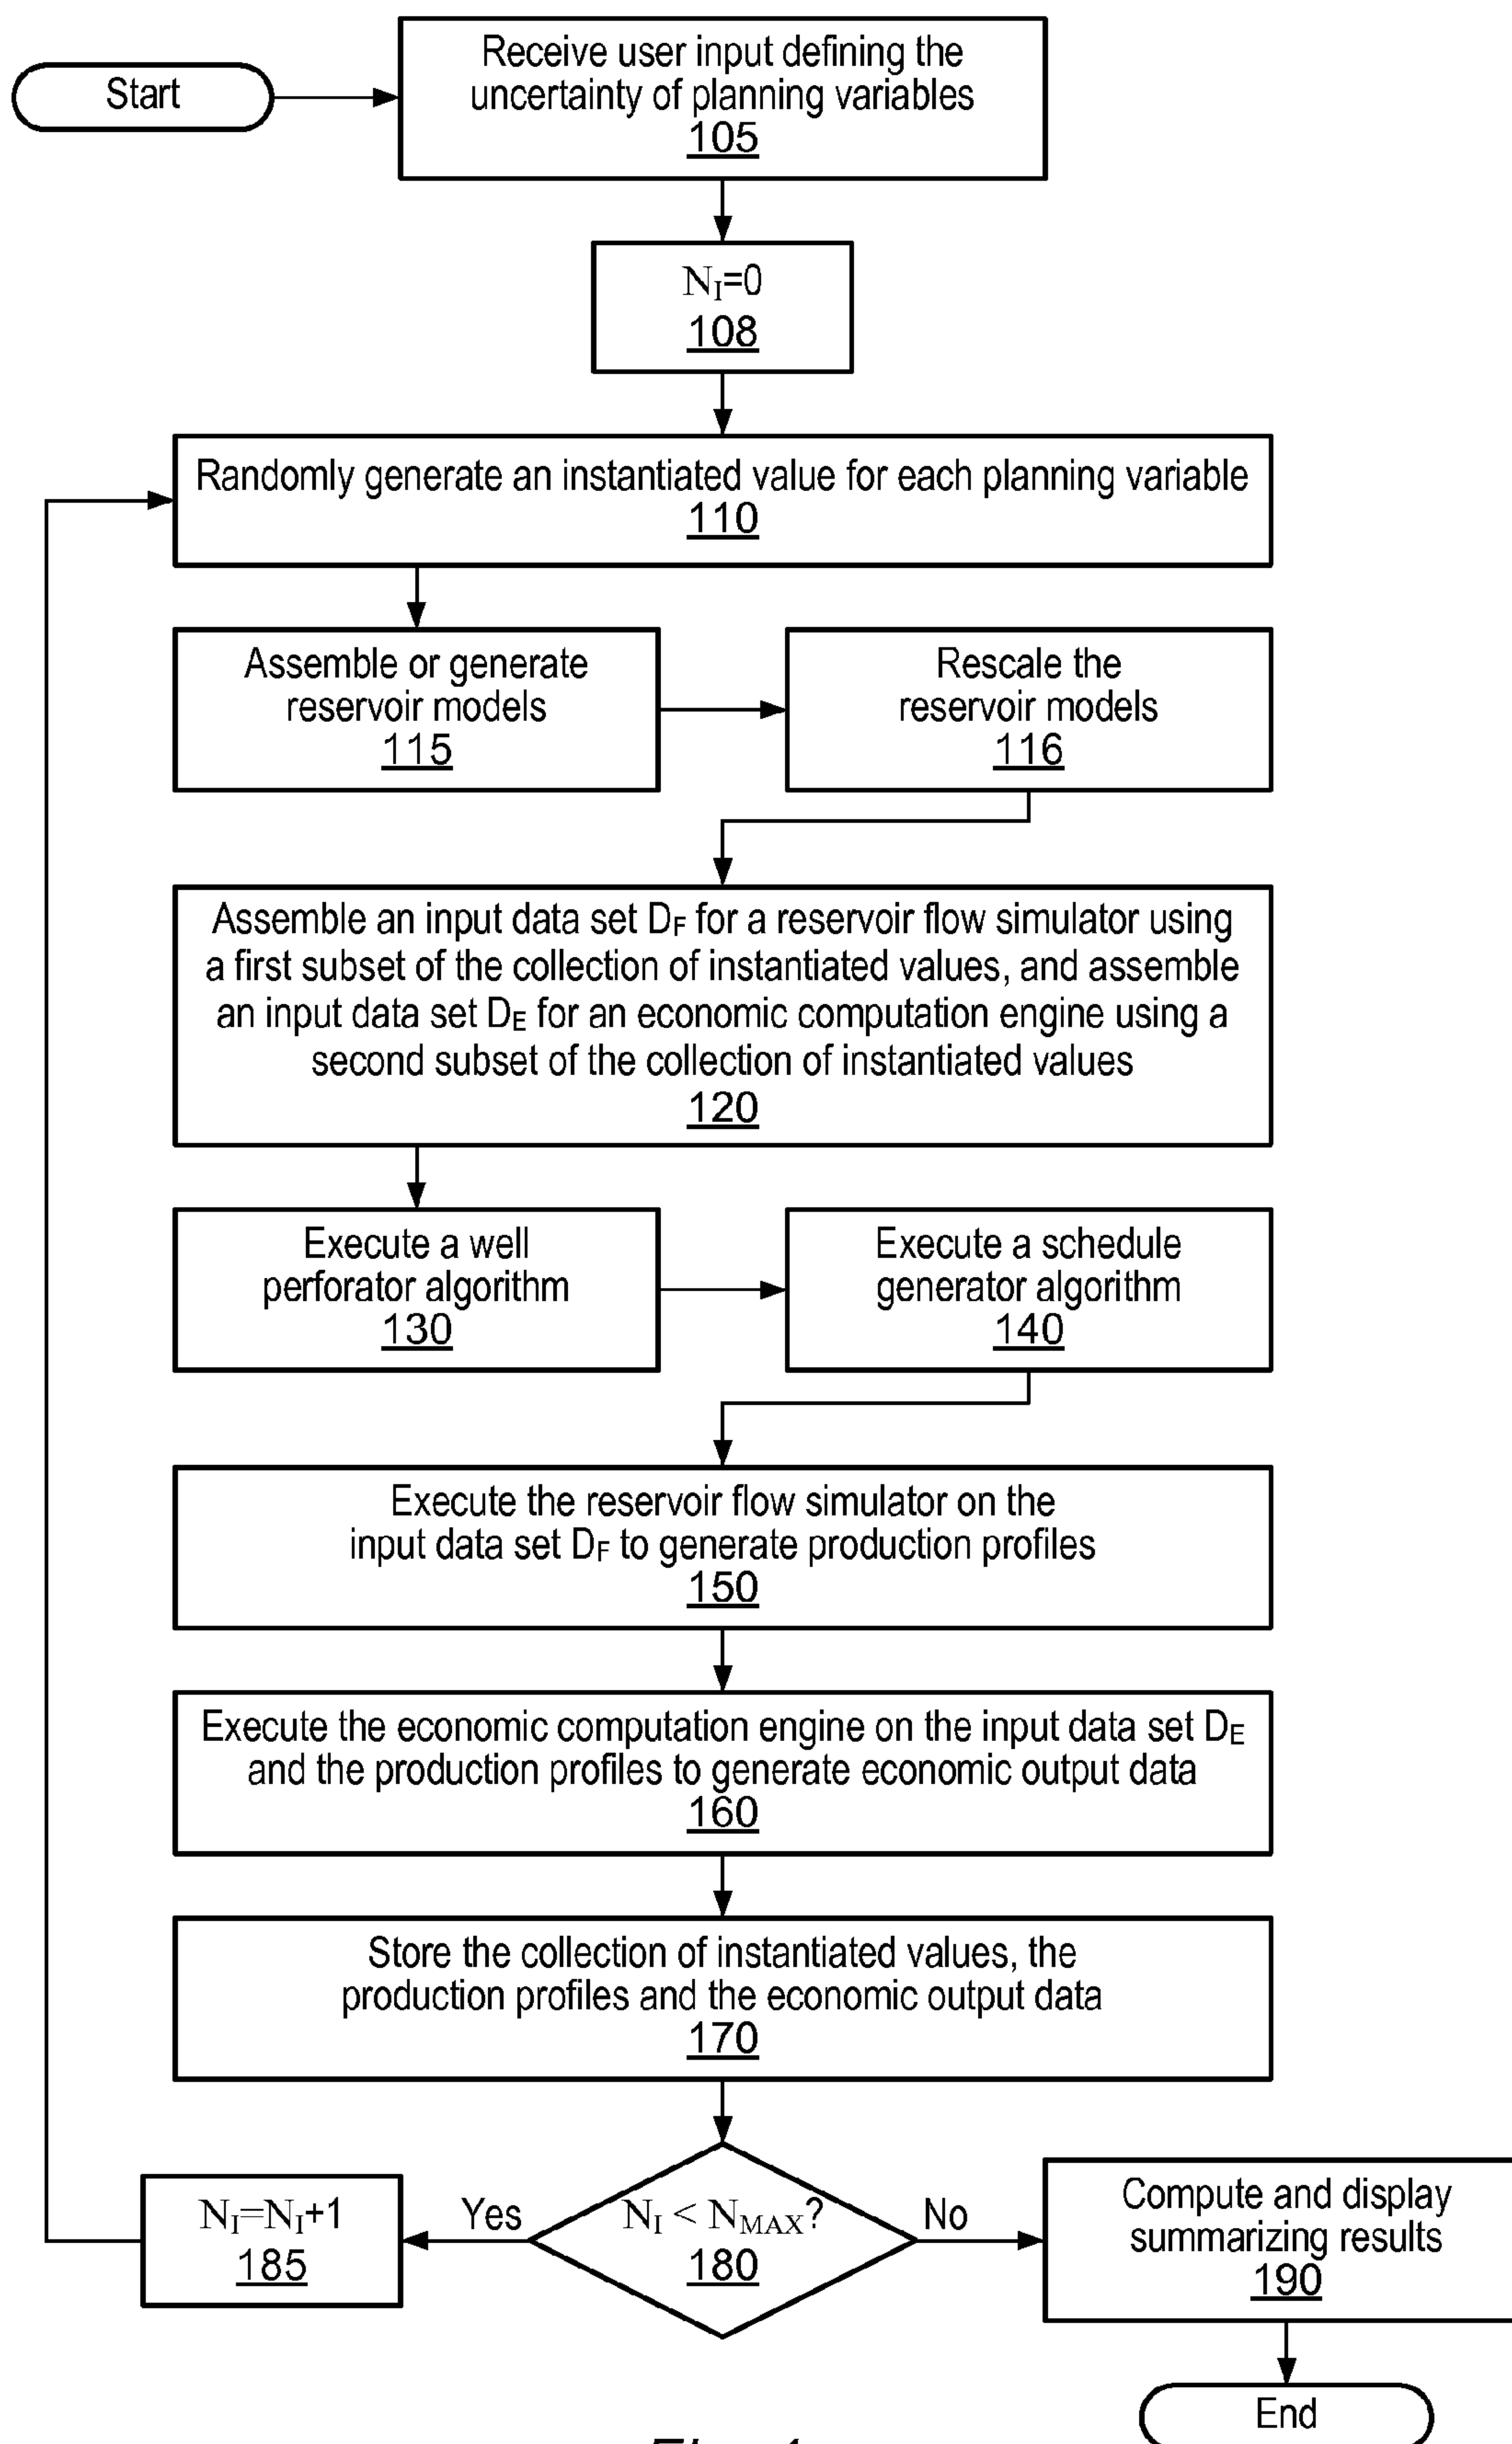 Start
Receive user input defining the
uncertainty of planning variables
105
NI=0
108
Randomly generate an instantiated value for each planning variable
110
Assemble or generate
reservoir models
115
Rescale the
reservoir models
116
Assemble an input data set DF for a reservoir flow simulator using
a first subset of the collection of instantiated values, and assemble
an input data set DE for an economic computation engine using a
second subset of the collection of instantiated values
120
Execute a well
perforator algorithm
130
Execute a schedule
generator algorithm
140
Execute the reservoir flow simulator on the
input data set DF to generate production profiles
150
Execute the economic computation engine on the input data set DE
and the production profiles to generate economic output data
160
Store the collection of instantiated values, the
production profiles and the economic output data
170
NI=NI+1
185
Yes
NI < NMAX?
180
No
Compute and display
summarizing results
190
End